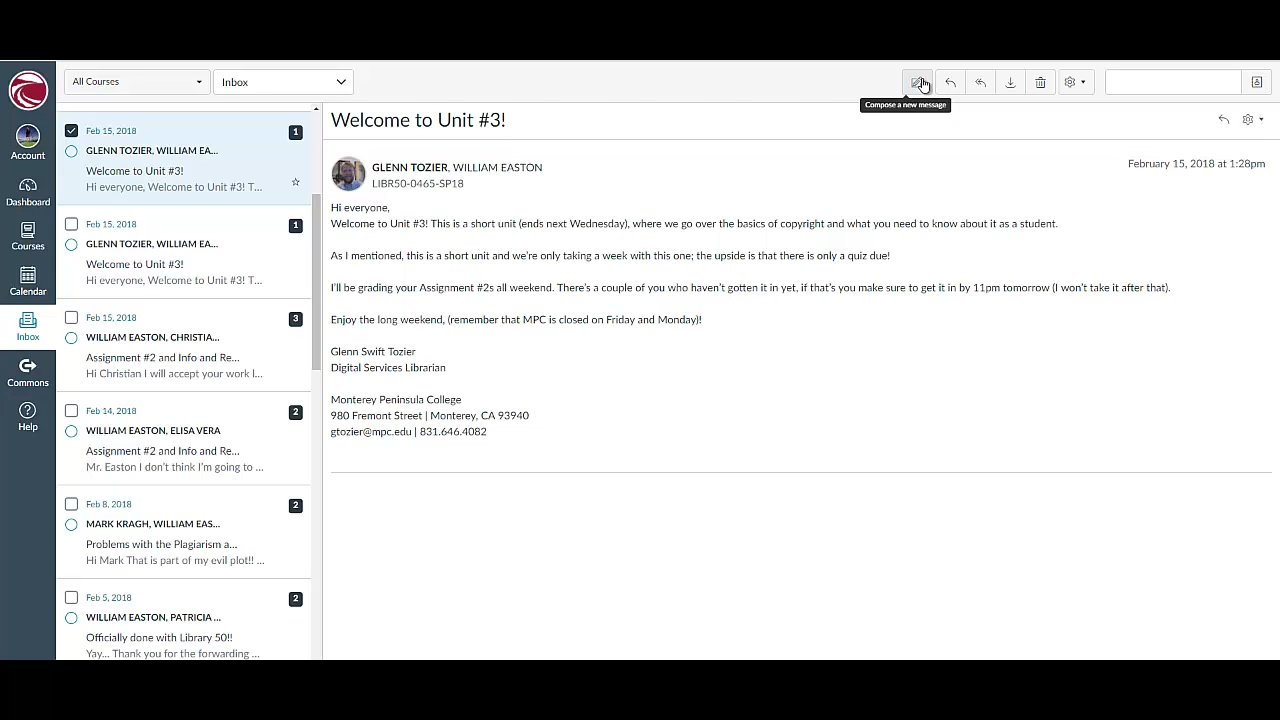 All Courses
Inbox
Compose a new message
Account
Dashboard
Courses
Calendar
Inbox
Commons
Help
Feb 15, 2018
1
GLENN TOZIER, WILLIAM EA...
Welcome to Unit #3!
Hi everyone, Welcome to Unit #3! T...
Feb 15, 2018
1
GLENN TOZIER, WILLIAM EA...
Welcome to Unit #3!
Hi everyone, Welcome to Unit #3! T...
Feb 15, 2018
3
WILLIAM EASTON, CHRISTIA...
Assignment #2 and Info and Re...
Hi Christian I will accept your work l...
Feb 14, 2018
2
WILLIAM EASTON, ELISA VERA
Assignment #2 and Info and Re...
Mr. Easton I don't think I'm going to ...
Feb 8, 2018
2
MARK KRAGH, WILLIAM EAS...
Problems with the Plagiarism a...
Hi Mark That is part of my evil plot!! ...
Feb 5, 2018
2
WILLIAM EASTON, PATRICIA ...
Officially done with Library 50!!
Yay... Thank you for the forwarding ...
Welcome to Unit #3!
GLENN TOZIER, WILLIAM EASTON
February 15, 2018 at 1:28pm
LIBR50-0465-SP18
Hi everyone,
Welcome to Unit #3! This is a short unit (ends next Wednesday), where we go over the basics of copyright and what you need to know about it as a student.
As I mentioned, this is a short unit and we're only taking a week with this one; the upside is that there is only a quiz due!
I'll be grading your Assignment #2s all weekend. There's a couple of you who haven't gotten it in yet, if that's you make sure to get it in by 11pm tomorrow (I won't take it after that).
Enjoy the long weekend, (remember that MPC is closed on Friday and Monday)!
Glenn Swift Tozier
Digital Services Librarian
Monterey Peninsula College
980 Fremont Street | Monterey, CA 93940
gtozier@mpc.edu | 831.646.4082